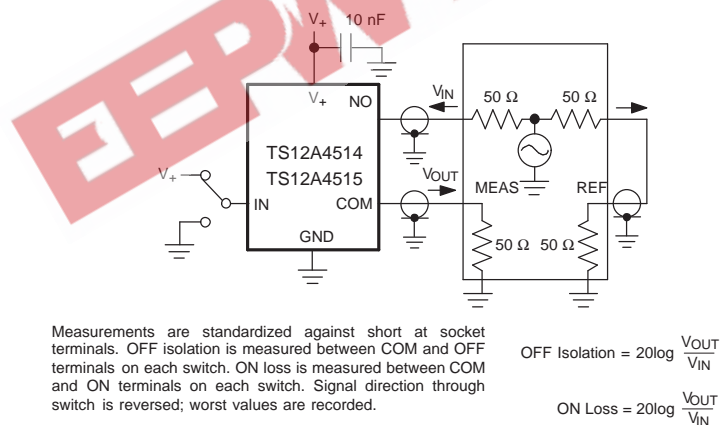 EEPW
V+ 10 nF
V+ NO
VIN
50 Ω 50 Ω
TS12A4514
TS12A4515
V+
IN
COM
VOUT
MEAS REF
GND
50 Ω 50 Ω
Measurements are standardized against short at socket
terminals. OFF isolation is measured between COM and OFF
terminals on each switch. ON loss is measured between COM
and ON terminals on each switch. Signal direction through
switch is reversed; worst values are recorded.
OFF Isolation = 20log VOUT/VIN
ON Loss = 20log VOUT/VIN